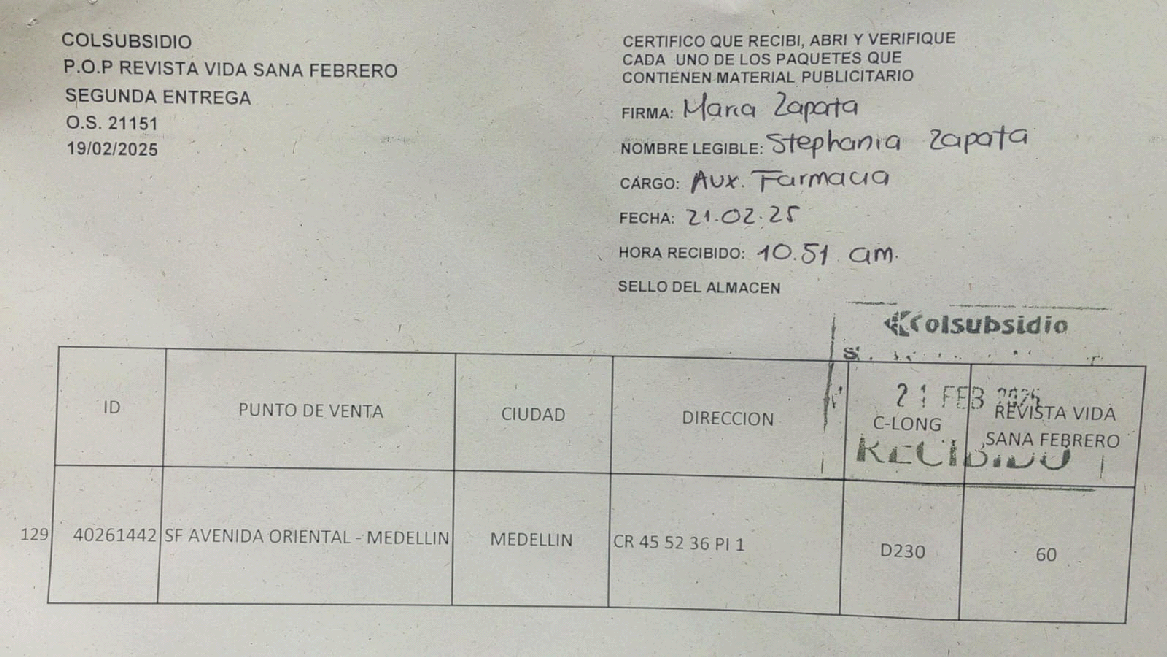 COLSUBSIDIO
P.O.P REVISTA VIDA SANA FEBRERO
SEGUNDA ENTREGA
O.S. 21151
19/02/2025
CERTIFICO QUE RECIBI, ABRI Y VERIFIQUE
CADA UNO DE LOS PAQUETES QUE
CONTIENEN MATERIAL PUBLICITARIO
FIRMA: Maria Zapata
NOMBRE LEGIBLE: Stephania Zapata
CARGO: Aux. Farmacia
FECHA: 21.02.25
HORA RECIBIDO: 10.51 am.
SELLO DEL ALMACEN
Colsubsidio
21 FEB 2025
RECIBIDO
ID PUNTO DE VENTA CIUDAD DIRECCION C-LONG REVISTA VIDA SANA FEBRERO
129 40261442 SF AVENIDA ORIENTAL - MEDELLIN MEDELLIN CR 45 52 36 PI 1 D230 60